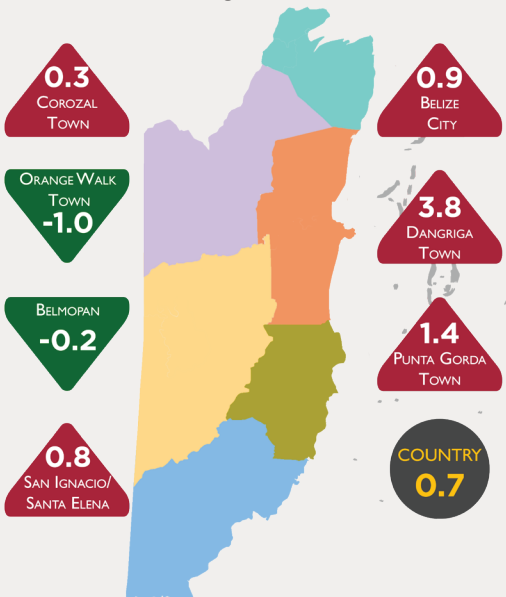 0.3
COROZAL
TOWN
ORANGE WALK
TOWN
-1.0
BELMOPAN
-0.2
0.8
SAN IGNACIO/
SANTA ELENA
0.9
BELIZE
CITY
3.8
DANGRIGA
TOWN
1.4
PUNTA GORDA
TOWN
COUNTRY
0.7